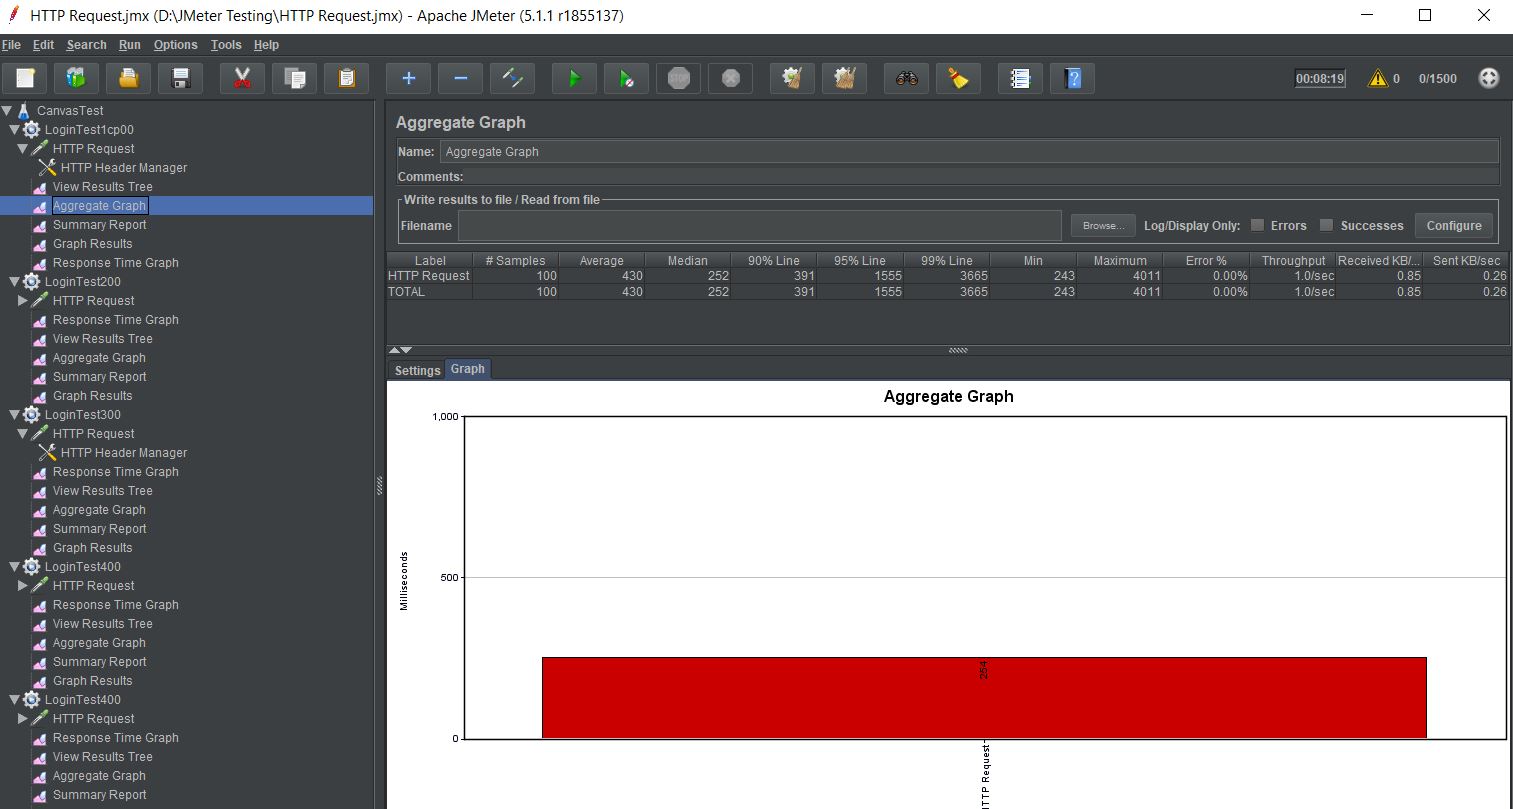 HTTP Request.jmx (D:\JMeter Testing\HTTP Request.jmx) - Apache JMeter (5.1.1 r1855137)
File Edit Search Run Options Tools Help
STOP 00:08:19 0 0/1500
CanvasTest
LoginTest1cp00
HTTP Request
HTTP Header Manager
View Results Tree
Aggregate Graph
Summary Report
Graph Results
Response Time Graph
LoginTest200
HTTP Request
Response Time Graph
View Results Tree
Aggregate Graph
Summary Report
Graph Results
LoginTest300
HTTP Request
HTTP Header Manager
Response Time Graph
View Results Tree
Aggregate Graph
Summary Report
Graph Results
LoginTest400
HTTP Request
Response Time Graph
View Results Tree
Aggregate Graph
Summary Report
Graph Results
LoginTest400
HTTP Request
Response Time Graph
View Results Tree
Aggregate Graph
Summary Report
Aggregate Graph
Name: Aggregate Graph
Comments:
Write results to file / Read from file
Filename Browse... Log/Display Only: Errors Successes Configure
Label # Samples Average Median 90% Line 95% Line 99% Line Min Maximum Error % Throughput Received KB/... Sent KB/sec
HTTP Request 100 430 252 391 1555 3665 243 4011 0.00% 1.0/sec 0.85 0.26
TOTAL 100 430 252 391 1555 3665 243 4011 0.00% 1.0/sec 0.85 0.26
Settings Graph
Aggregate Graph
1,000
500
0
Milliseconds
254
HTTP Request